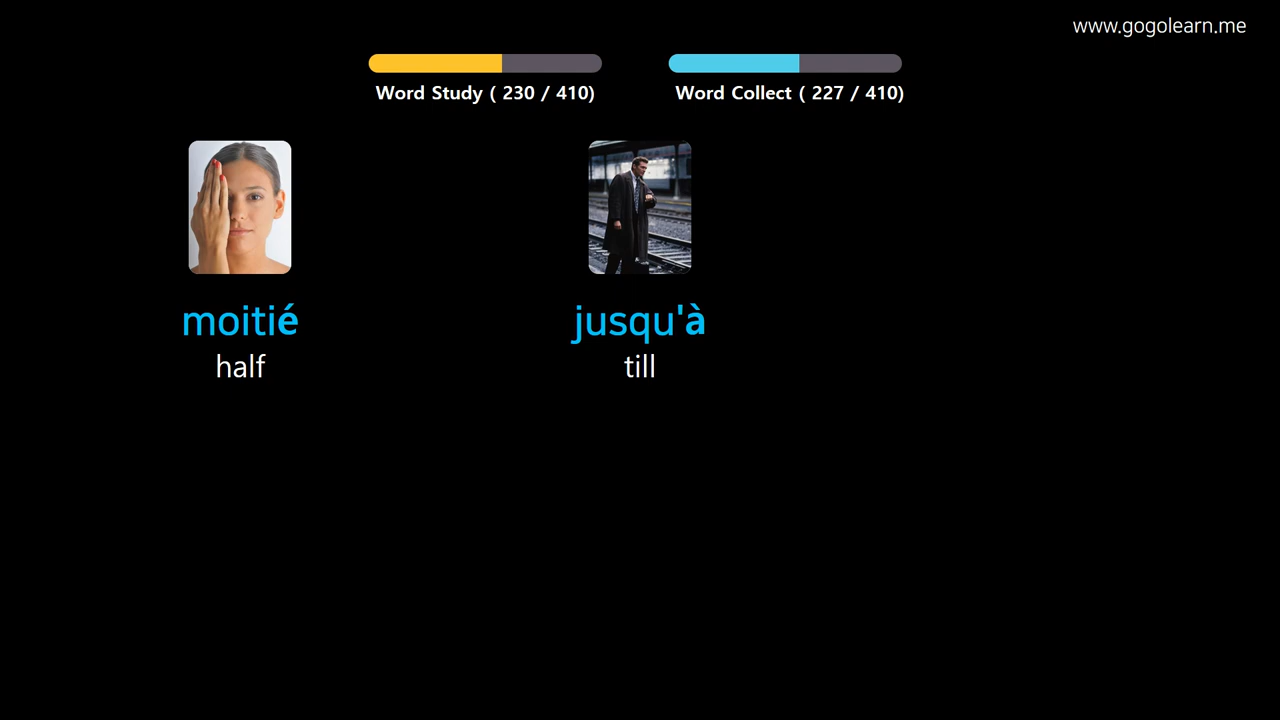 www.gogolearn.me
Word Study ( 230 / 410)
Word Collect ( 227 / 410)
moitié
half
jusqu'à
till